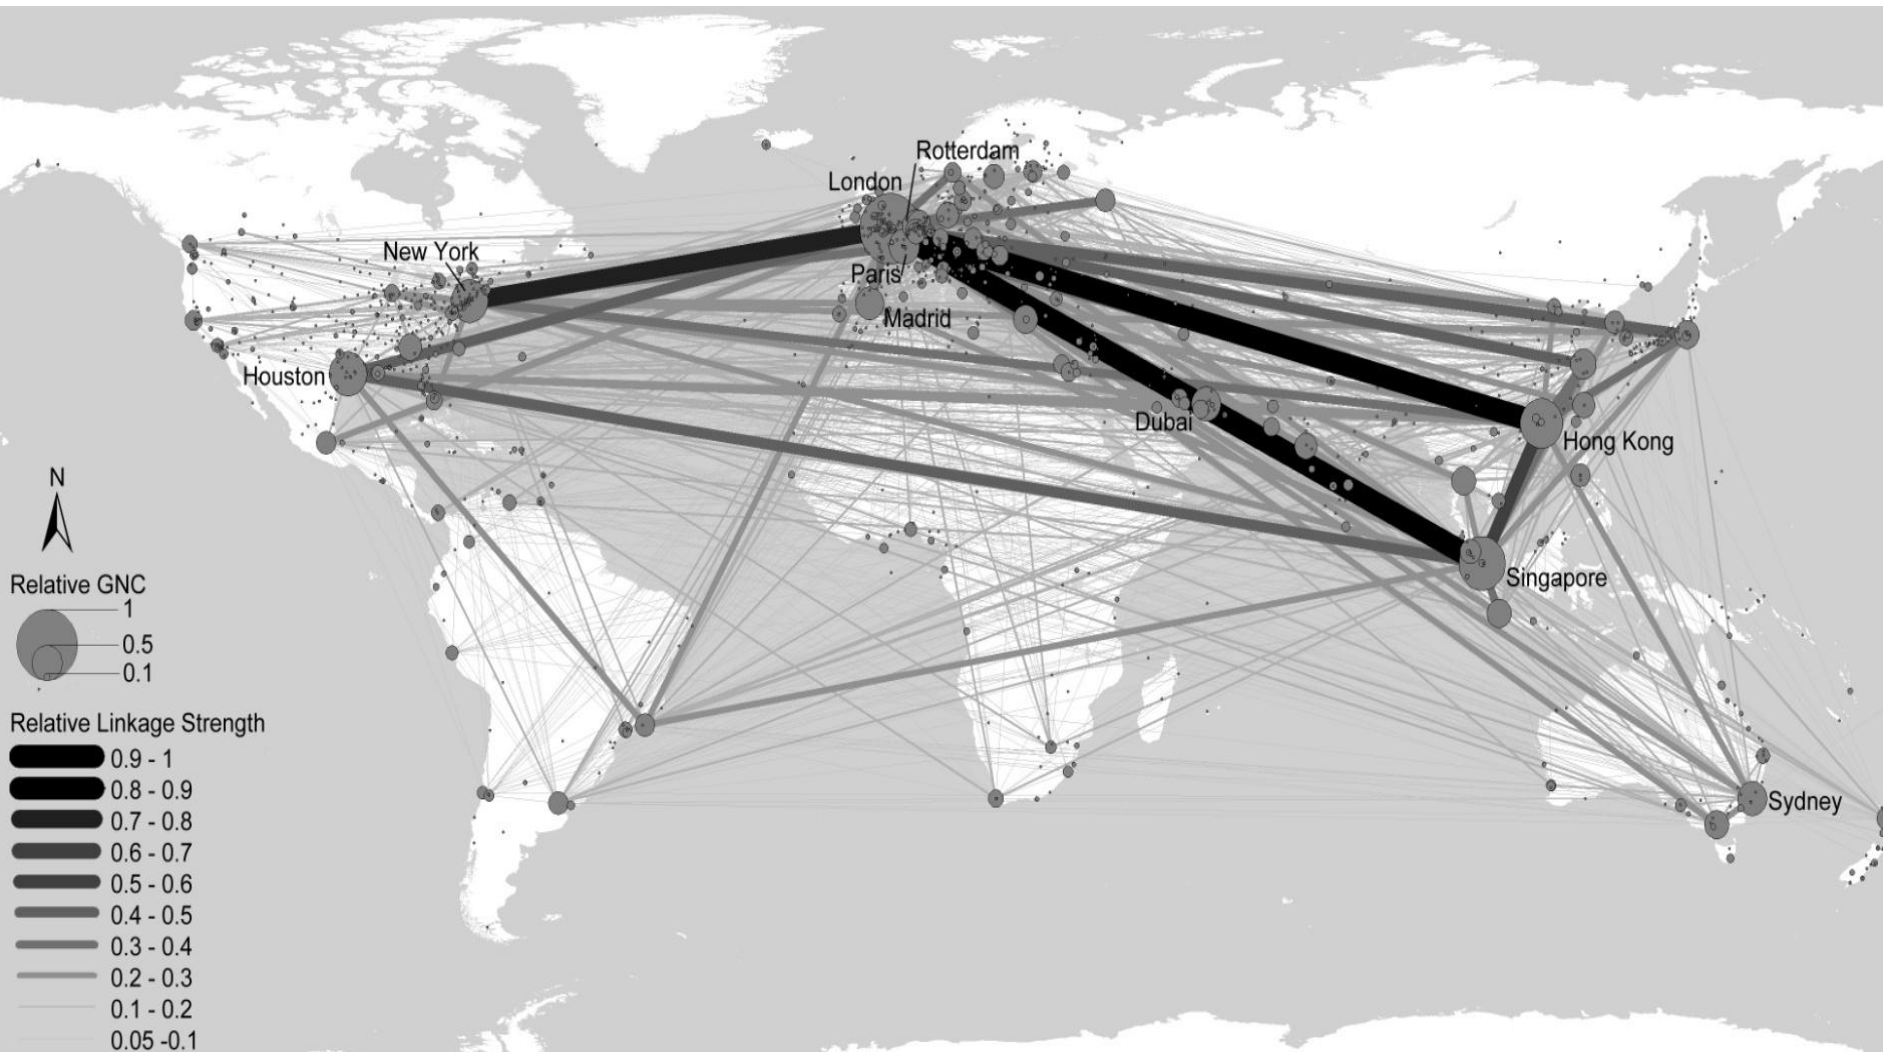 Rotterdam
London
New York
Paris
Madrid
Houston
Dubai
Hong Kong
Singapore
Sydney
N
Relative GNC
1
0.5
0.1
Relative Linkage Strength
0.9 - 1
0.8 - 0.9
0.7 - 0.8
0.6 - 0.7
0.5 - 0.6
0.4 - 0.5
0.3 - 0.4
0.2 - 0.3
0.1 - 0.2
0.05 -0.1